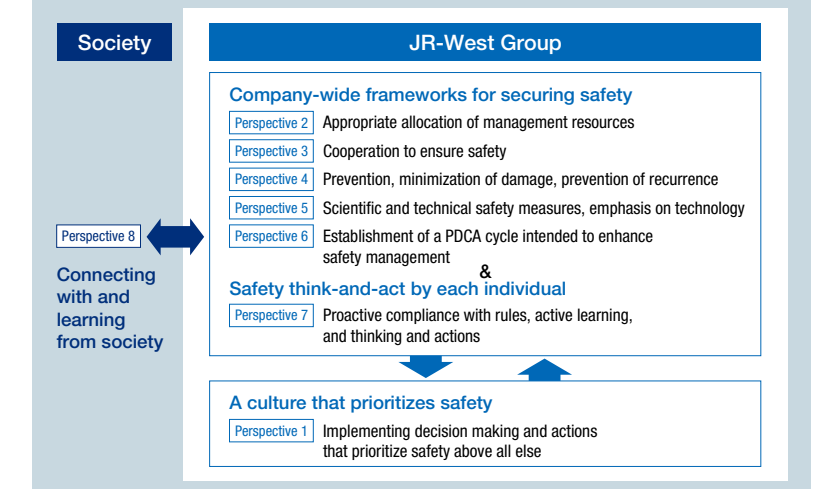 Society
JR-West Group
Company-wide frameworks for securing safety
Perspective 2 Appropriate allocation of management resources
Perspective 3 Cooperation to ensure safety
Perspective 4 Prevention, minimization of damage, prevention of recurrence
Perspective 5 Scientific and technical safety measures, emphasis on technology
Perspective 6 Establishment of a PDCA cycle intended to enhance
safety management
&
Safety think-and-act by each individual
Perspective 7 Proactive compliance with rules, active learning,
and thinking and actions
Perspective 8
Connecting
with and
learning
from society
A culture that prioritizes safety
Perspective 1 Implementing decision making and actions
that prioritize safety above all else